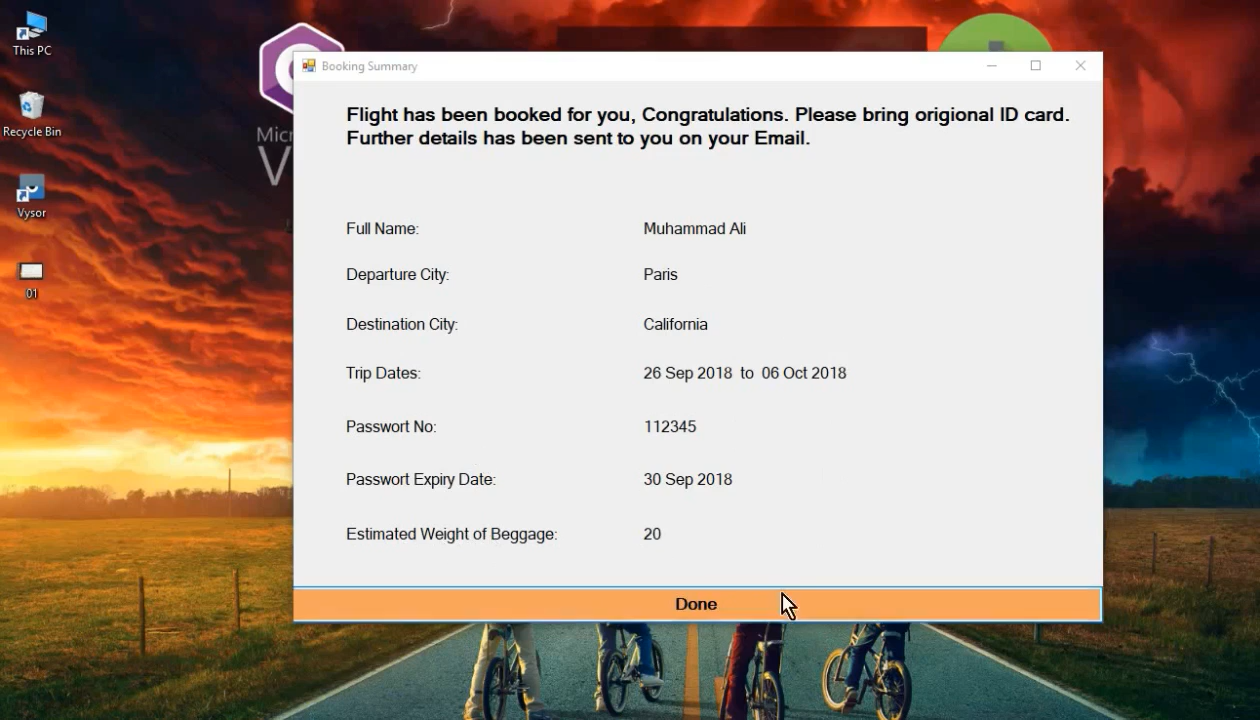 This PC
Recycle Bin
Vysor
01
Micr
V
Booking Summary
Flight has been booked for you, Congratulations. Please bring origional ID card.
Further details has been sent to you on your Email.
Full Name: Muhammad Ali
Departure City: Paris
Destination City: California
Trip Dates: 26 Sep 2018 to 06 Oct 2018
Passwort No: 112345
Passwort Expiry Date: 30 Sep 2018
Estimated Weight of Beggage: 20
Done